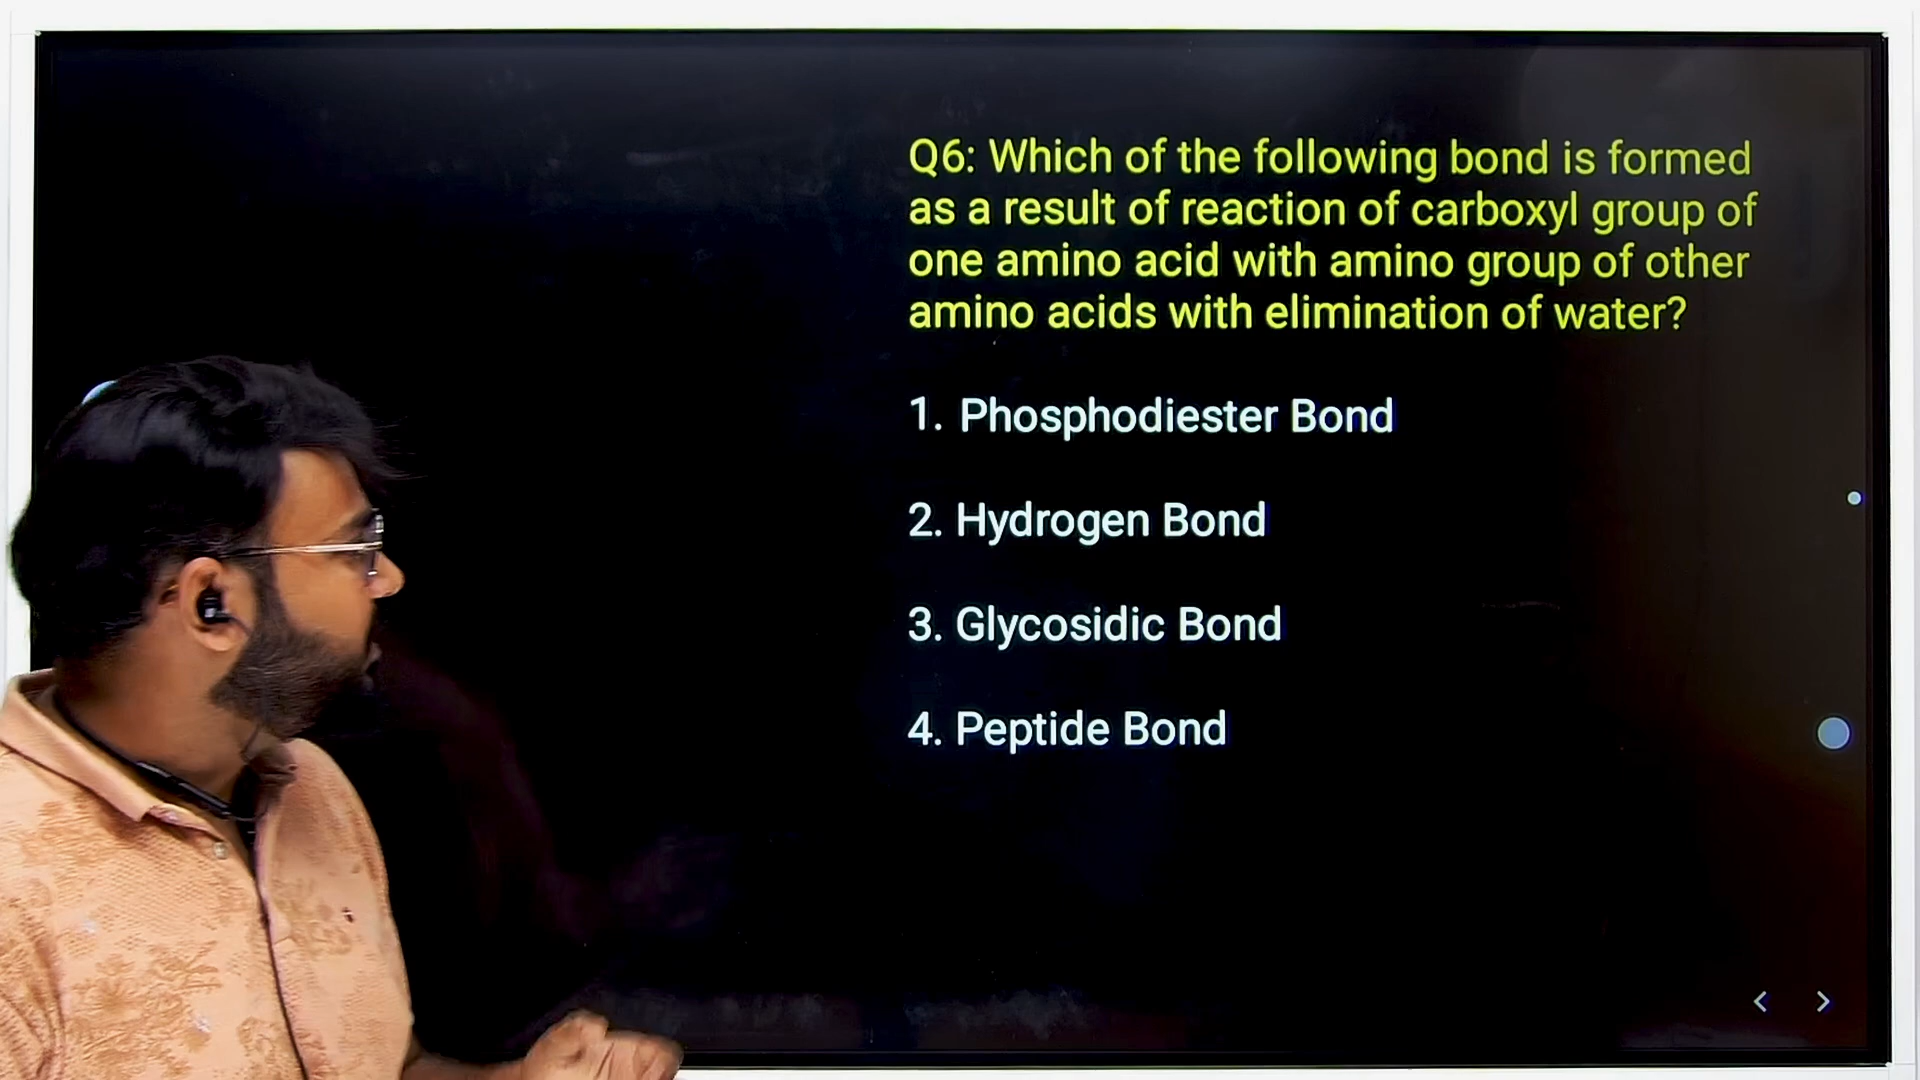 Q6: Which of the following bond is formed
as a result of reaction of carboxyl group of
one amino acid with amino group of other
amino acids with elimination of water?
1. Phosphodiester Bond
2. Hydrogen Bond
3. Glycosidic Bond
4. Peptide Bond